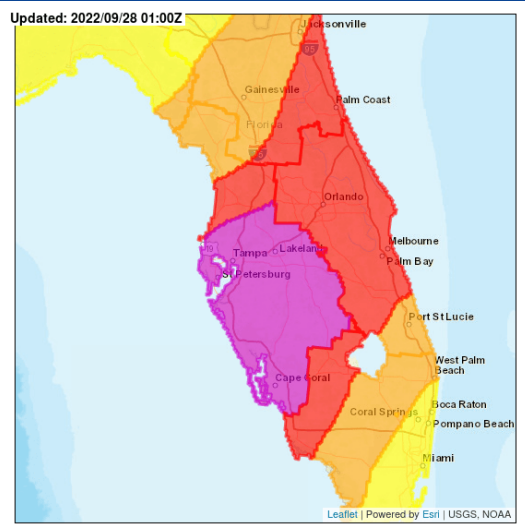 Updated: 2022/09/28 01:00Z
Jacksonville
95
Gainesville
Palm Coast
Florida
Orlando
Melbourne
Palm Bay
Tampa
Lakeland
St Petersburg
Port St Lucie
West Palm
Beach
Cape Coral
Coral Springs
Boca Raton
Pompano Beach
Miami
Leaflet | Powered by Esri | USGS, NOAA